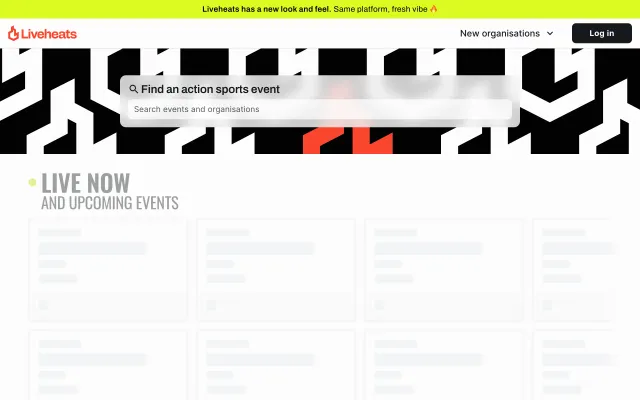 Liveheats has a new look and feel. Same platform, fresh vibe 🔥
Liveheats
New organisations
Log in
Find an action sports event
Search events and organisations
LIVE NOW
AND UPCOMING EVENTS